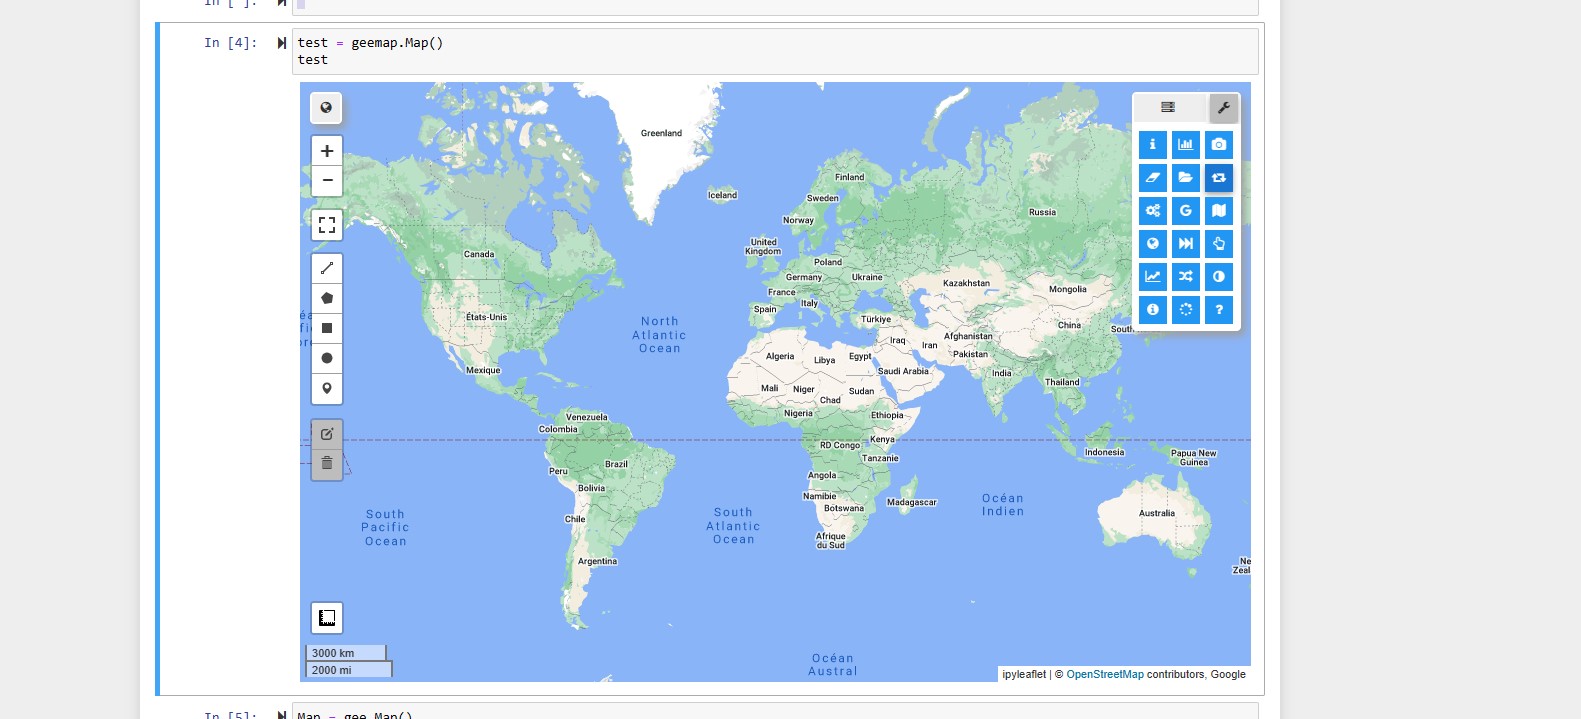 In [ ]:
In [4]:
test = geemap.Map()
test
Greenland
Iceland
Finland
Sweden
Norway
Russia
United
Kingdom
Canada
Poland
Germany
Ukraine
France
Kazakhstan
Mongolia
Italy
Spain
États-Unis
Türkiye
China
South
North
Atlantic
Ocean
Iraq
Iran
Afghanistan
Pakistan
Algeria
Libya
Egypt
Saudi Arabia
India
Mexique
Thailand
Mali
Niger
Sudan
Chad
Nigeria
Ethiopia
Venezuela
Colombia
RD Congo
Kenya
Tanzanie
Indonesia
Papua New
Guinea
Peru
Brazil
Angola
Bolivia
Namibie
Botswana
Madagascar
Océan
Indien
Australia
South
Pacific
Ocean
Chile
South
Atlantic
Ocean
Afrique
du Sud
Argentina
Ne
Zeal
Océan
Austral
3000 km
2000 mi
ipyleaflet | © OpenStreetMap contributors, Google
In [5]:
Map = gee.Map()